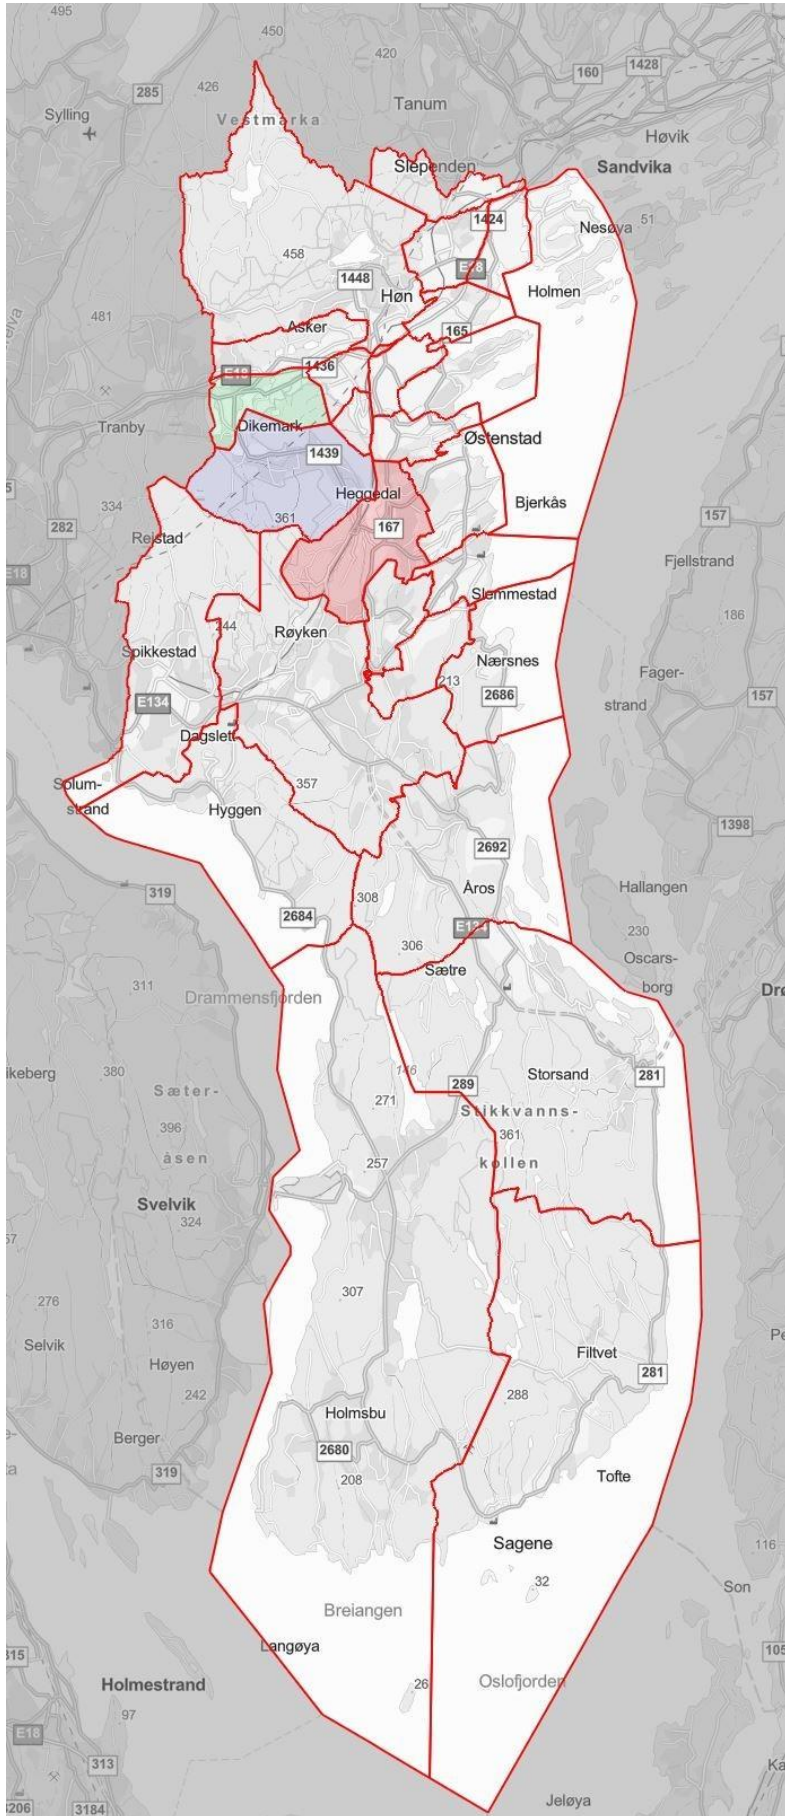 495
450
420
160
1428
285
426
Tanum
Sylling
Vestmarka
Høvik
Slependen
Sandvika
1424
51
Nesøya
458
E18
1448
Holmen
Høn
481
Asker
165
1436
E18
Tranby
Dikemark
Østenstad
1439
Heggedal
334
Bjerkås
361
167
157
282
Reistad
Fjellstrand
E18
Slemmestad
186
244
Røyken
Spikkestad
Nærsnes
Fager-
213
2686
157
E134
strand
Dagslett
Solum-
357
strand
Hyggen
1398
2692
Hallangen
319
Åros
308
2684
E134
230
306
Oscars-
Sætre
borg
311
Drammensfjorden
ikeberg
380
146
Storsand
281
Sæter-
289
271
Stikkvanns-
396
361
åsen
257
kollen
Svelvik
324
307
276
316
Selvik
Filtvet
Høyen
281
242
288
Holmsbu
Berger
2680
319
Tofte
208
Sagene
116
32
Son
Breiangen
Langøya
315
26
Oslofjorden
Holmestrand
97
E18
313
3206
3184
Jeløya